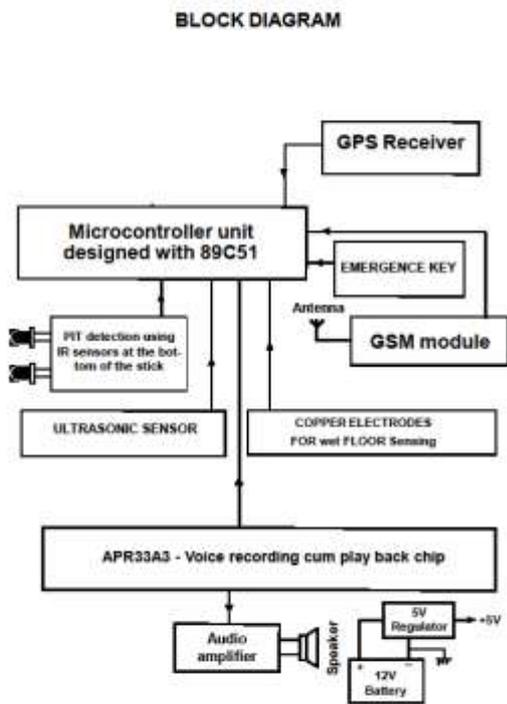 BLOCK DIAGRAM
GPS Receiver
Microcontroller unit
designed with 89C51
EMERGENCE KEY
Antenna
GSM module
PIT detection using
IR sensors at the bot-
tom of the stick
ULTRASONIC SENSOR
COPPER ELECTRODES
FOR wet FLOOR Sensing
APR33A3 - Voice recording cum play back chip
Audio
amplifier
Speaker
5V
Regulator
+5V
+ −
12V
Battery